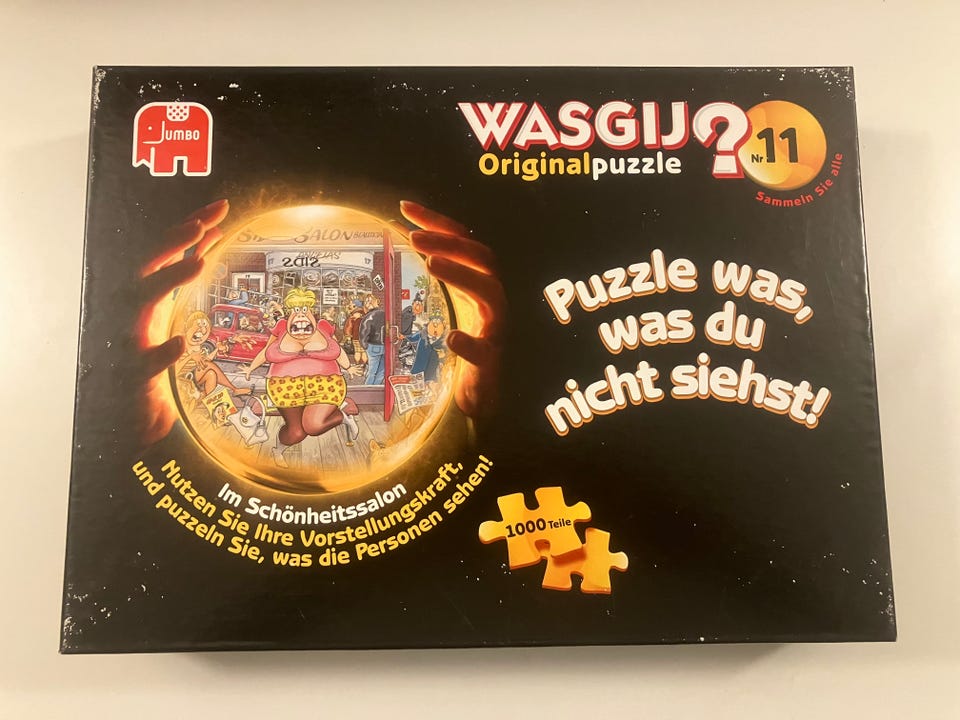 JUMBO
WASGIJ?
Originalpuzzle
Nr. 11
Sammeln Sie alle
SALON
Puzzle was,
was du
nicht siehst!
Im Schönheitssalon
Nutzen Sie Ihre Vorstellungskraft,
und puzzeln Sie, was die Personen sehen!
1000 Teile